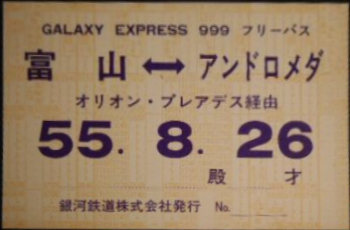 GALAXY EXPRESS 999 フリーパス
富山 ↔ アンドロメダ
オリオン・プレアデス経由
55. 8. 26
殿 才
銀河鉄道株式会社発行 No.